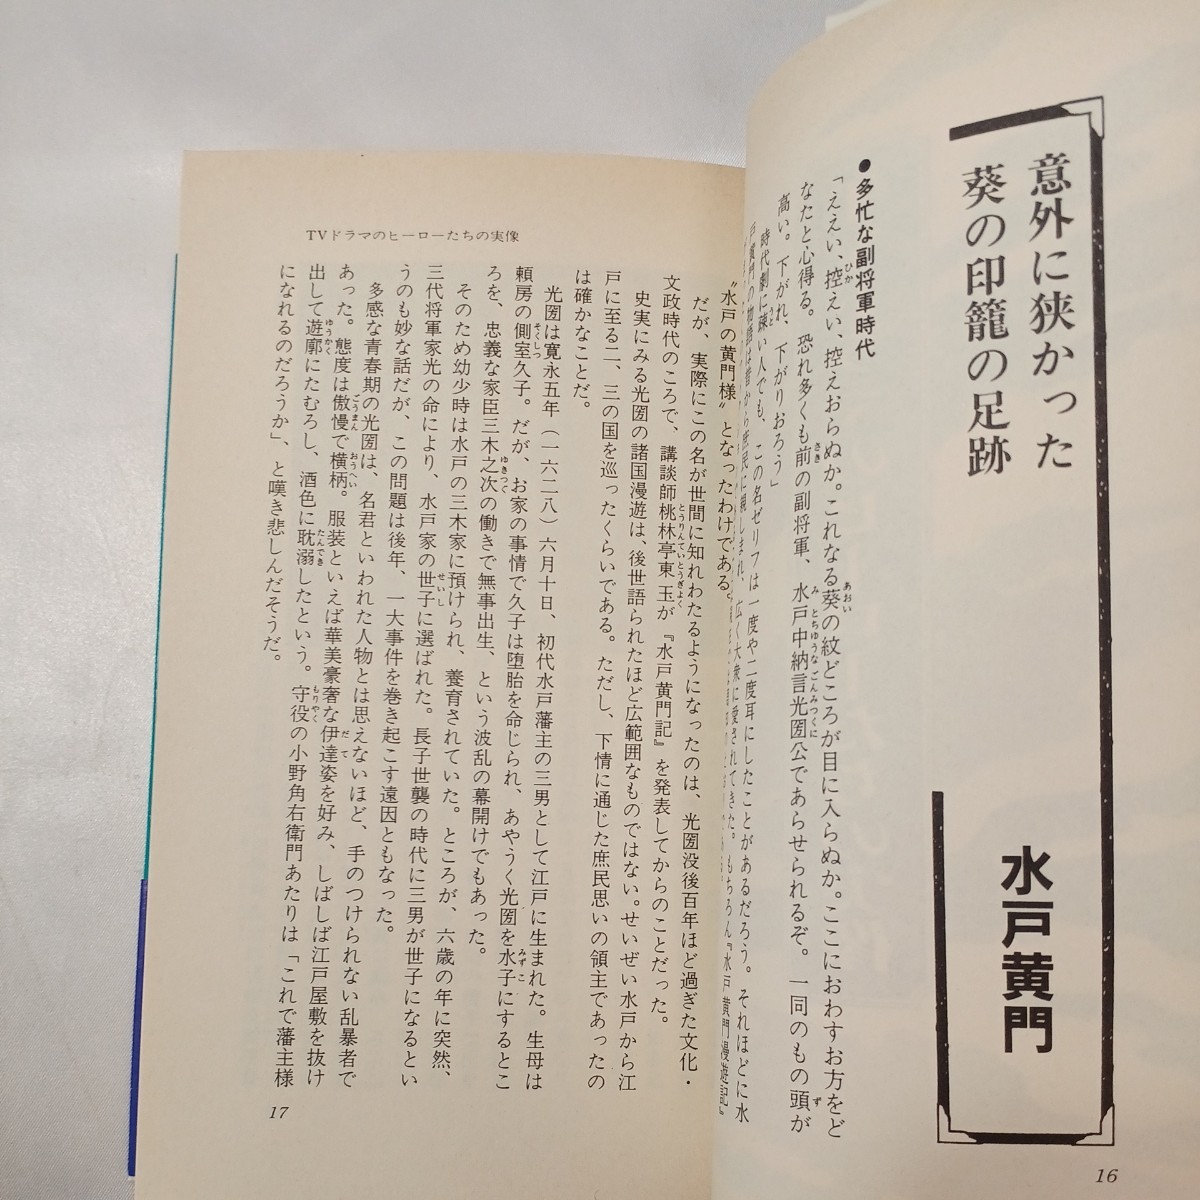 意外に狭かった
葵の印籠の足跡
水戸黄門
●多忙な副将軍時代
「ええい、控えい、控えおらぬか。これなる葵の紋どころが目に入らぬか。ここにおわすお方をど
なたと心得る。恐れ多くも前の副将軍、水戸中納言光圀公であらせられるぞ。一同のもの頭が
高い。下がれ、下がりおろう」
時代劇に疎い人でも、この名ゼリフは一度や二度耳にしたことがあるだろう。それほどに水
戸黄門の物語は昔から庶民に親しまれ、広く大衆に愛されてきた。もちろん『水戸黄門漫遊記』
16
TVドラマのヒーローたちの実像
〝水戸の黄門様〟となったわけである。
だが、実際にこの名が世間に知れわたるようになったのは、光圀没後百年ほど過ぎた文化・
文政時代のころで、講談師桃林亭東玉が『水戸黄門記』を発表してからのことだった。
史実にみる光圀の諸国漫遊は、後世語られたほど広範囲なものではない。せいぜい水戸から江
戸に至る二、三の国を巡ったくらいである。ただし、下情に通じた庶民思いの領主であったの
は確かなことだ。
光圀は寛永五年（一六二八）六月十日、初代水戸藩主の三男として江戸に生まれた。生母は
頼房の側室久子。だが、お家の事情で久子は堕胎を命じられ、あやうく光圀を水子にするとこ
ろを、忠義な家臣三木之次の働きで無事出生、という波乱の幕開けでもあった。
そのため幼少時は水戸の三木家に預けられ、養育されていた。ところが、六歳の年に突然、
三代将軍家光の命により、水戸家の世子に選ばれた。長子世襲の時代に三男が世子になるとい
うのも妙な話だが、この問題は後年、一大事件を巻き起こす遠因ともなった。
多感な青春期の光圀は、名君といわれた人物とは思えないほど、手のつけられない乱暴者で
あった。態度は傲慢で横柄。服装といえば華美豪奢な伊達姿を好み、しばしば江戸屋敷を抜け
出して遊廓にたむろし、酒色に耽溺したという。守役の小野角右衛門あたりは「これで藩主様
になれるのだろうか」、と嘆き悲しんだそうだ。
17